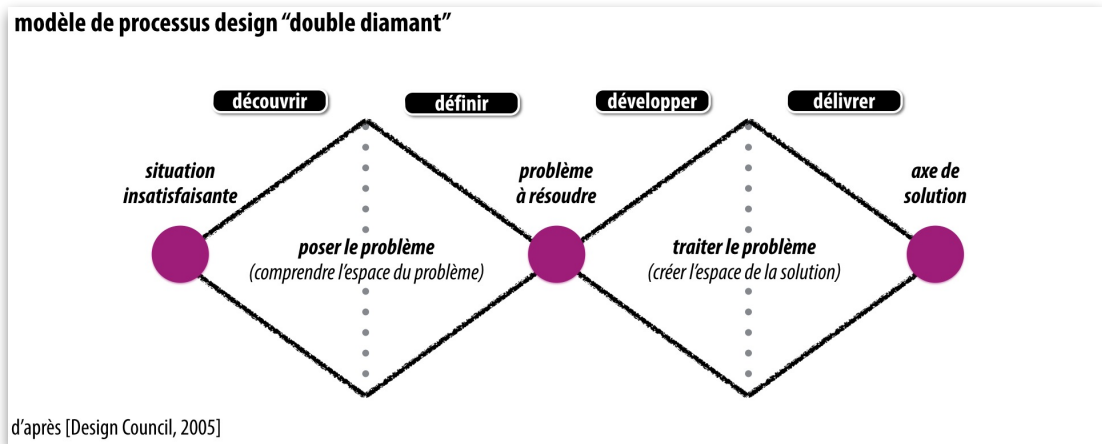 modèle de processus design “double diamant”
découvrir
définir
développer
délivrer
situation
insatisfaisante
problème
à résoudre
axe de
solution
poser le problème
(comprendre l’espace du problème)
traiter le problème
(créer l’espace de la solution)
d’après [Design Council, 2005]